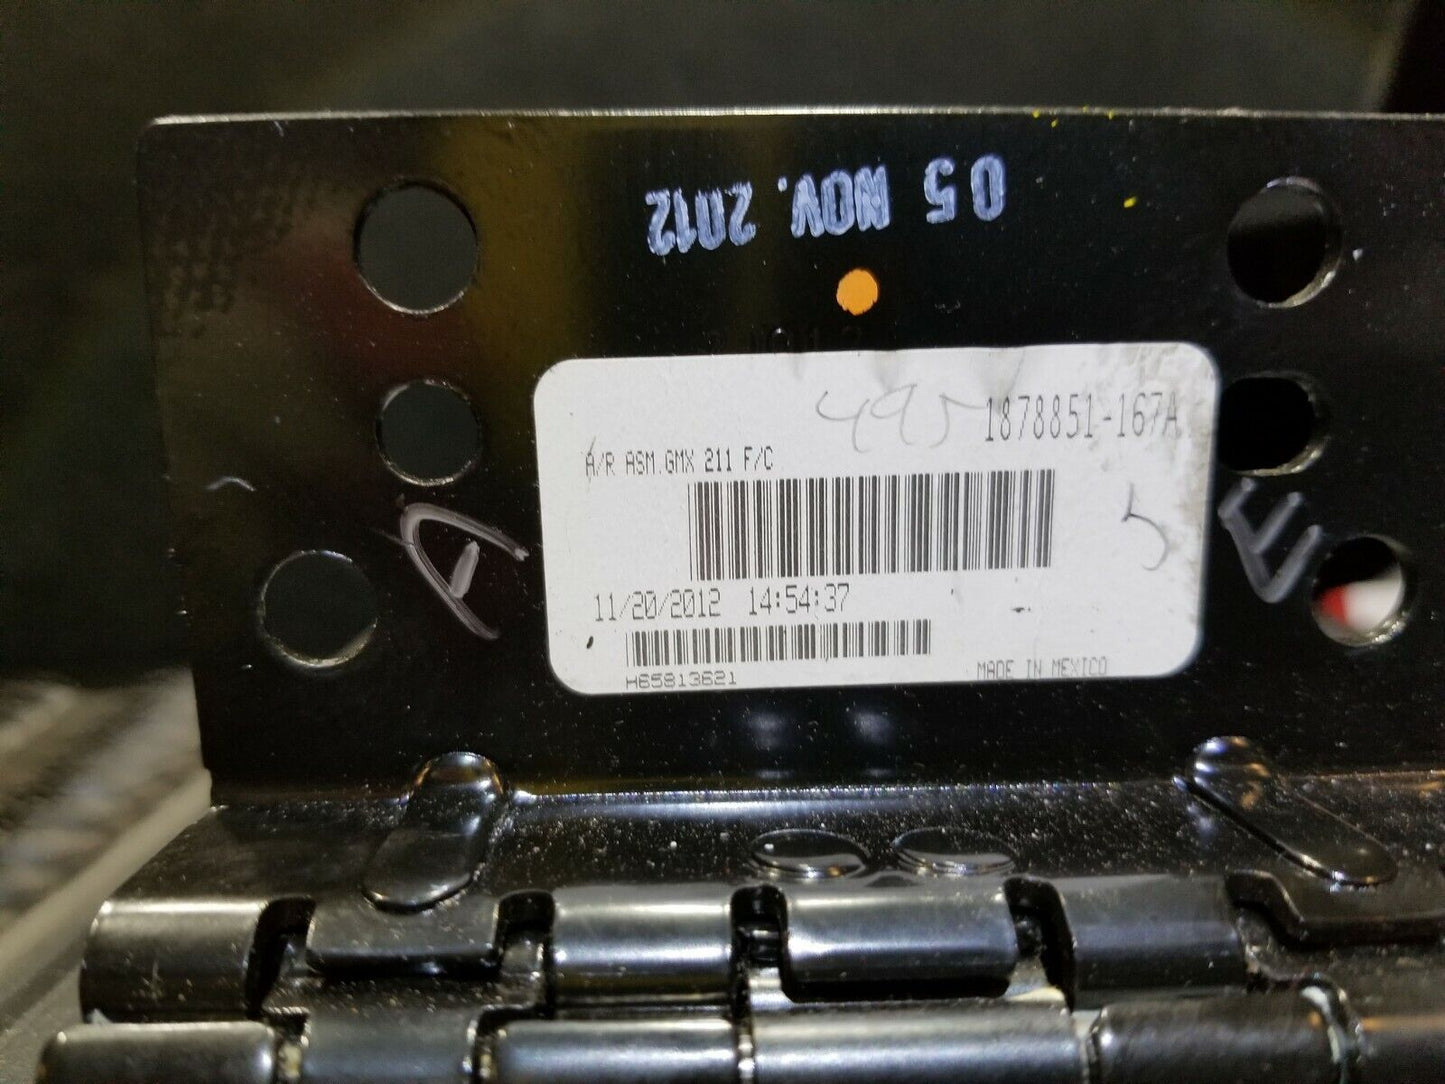 05 NOV. 2012
495
1878851-167A
A/R ASM.GMX 211 F/C
5
A
E
11/20/2012 14:54:37
H65813621
MADE IN MEXICO